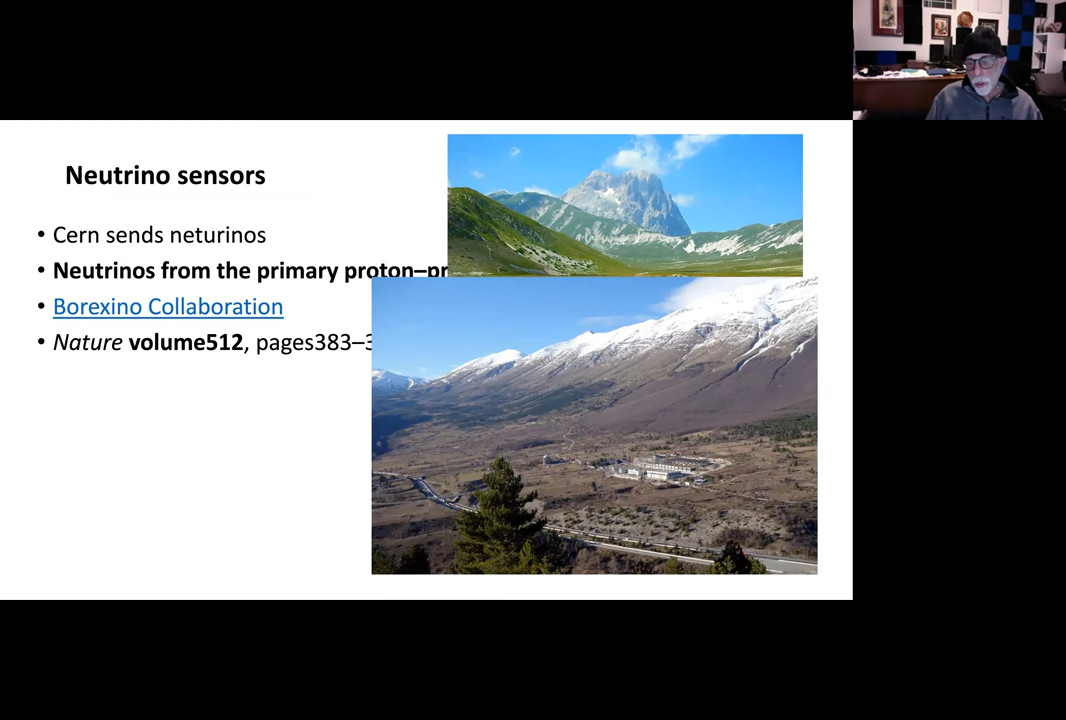 Neutrino sensors
• Cern sends neturinos
• Neutrinos from the primary proton–pr
• Borexino Collaboration
• Nature volume512, pages383–3